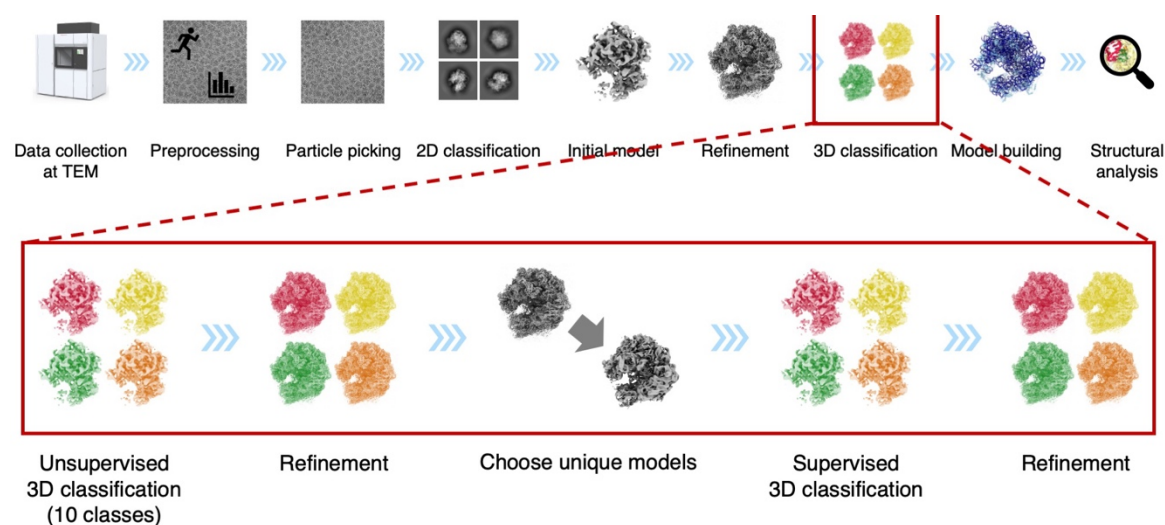 Data collection
at TEM
Preprocessing
Particle picking
2D classification
Initial model
Refinement
3D classification
Model building
Structural
analysis
Unsupervised
3D classification
(10 classes)
Refinement
Choose unique models
Supervised
3D classification
Refinement